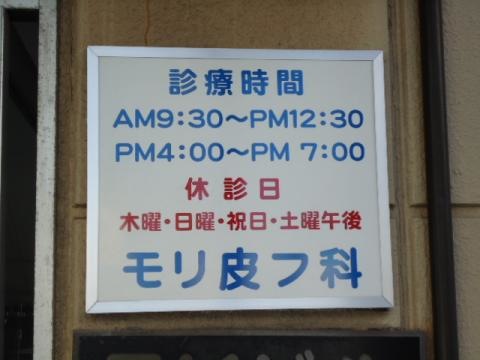 診療時間
AM9:30〜PM12:30
PM4:00〜PM 7:00
休診日
木曜・日曜・祝日・土曜午後
モリ皮フ科